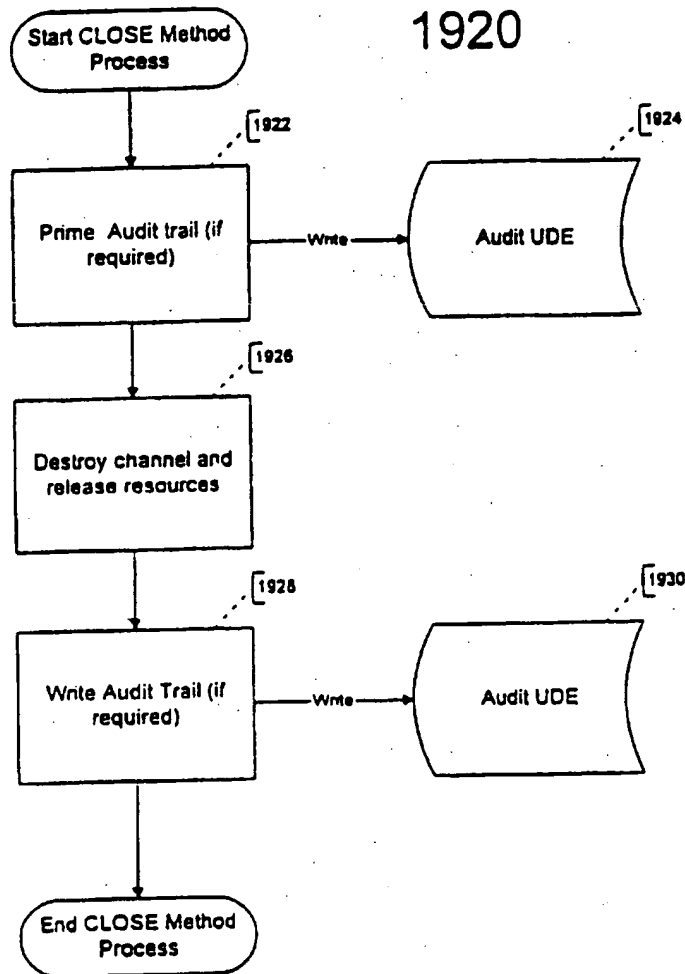 1920
Start CLOSE Method
Process
1922
1924
Prime Audit trail (if
required)
Write
Audit UDE
1926
Destroy channel and
release resources
1928
1930
Write Audit Trail (if
required)
Write
Audit UDE
End CLOSE Method
Process